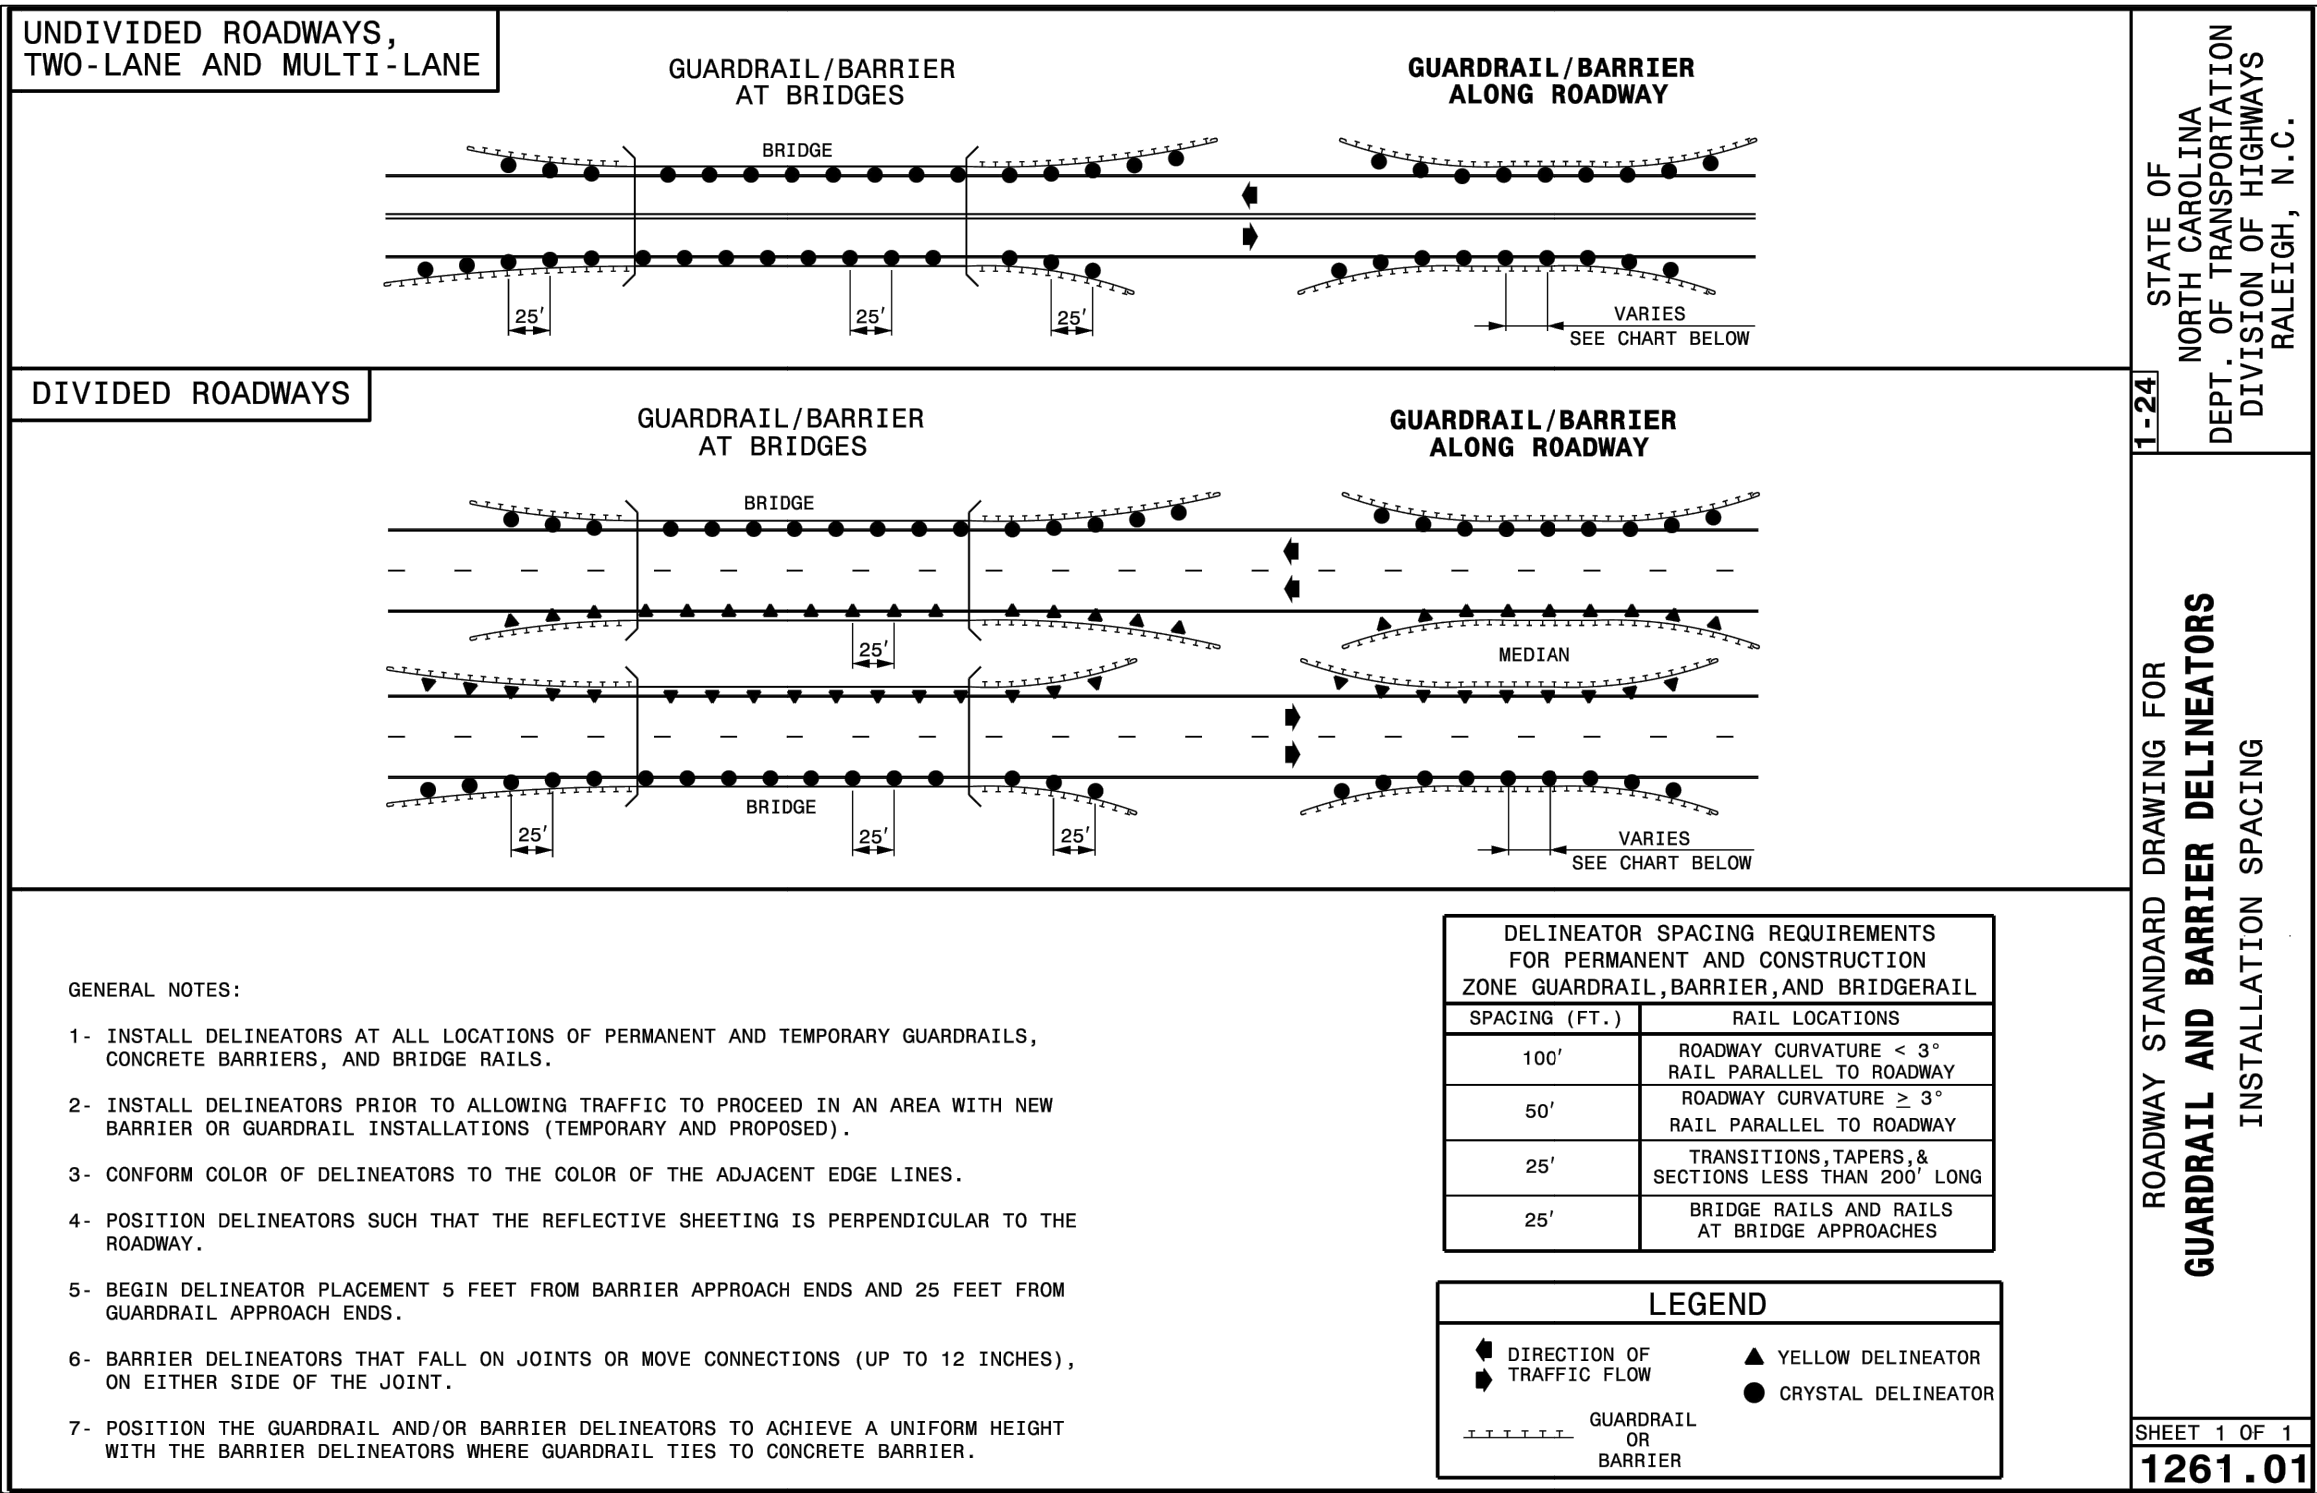 UNDIVIDED ROADWAYS,
TWO-LANE AND MULTI-LANE
GUARDRAIL/BARRIER
AT BRIDGES
GUARDRAIL/BARRIER
ALONG ROADWAY
BRIDGE
25'
25'
25'
VARIES
SEE CHART BELOW
DIVIDED ROADWAYS
GUARDRAIL/BARRIER
AT BRIDGES
GUARDRAIL/BARRIER
ALONG ROADWAY
BRIDGE
25'
MEDIAN
BRIDGE
25'
25'
25'
VARIES
SEE CHART BELOW
GENERAL NOTES:
1- INSTALL DELINEATORS AT ALL LOCATIONS OF PERMANENT AND TEMPORARY GUARDRAILS,
CONCRETE BARRIERS, AND BRIDGE RAILS.
2- INSTALL DELINEATORS PRIOR TO ALLOWING TRAFFIC TO PROCEED IN AN AREA WITH NEW
BARRIER OR GUARDRAIL INSTALLATIONS (TEMPORARY AND PROPOSED).
3- CONFORM COLOR OF DELINEATORS TO THE COLOR OF THE ADJACENT EDGE LINES.
4- POSITION DELINEATORS SUCH THAT THE REFLECTIVE SHEETING IS PERPENDICULAR TO THE
ROADWAY.
5- BEGIN DELINEATOR PLACEMENT 5 FEET FROM BARRIER APPROACH ENDS AND 25 FEET FROM
GUARDRAIL APPROACH ENDS.
6- BARRIER DELINEATORS THAT FALL ON JOINTS OR MOVE CONNECTIONS (UP TO 12 INCHES),
ON EITHER SIDE OF THE JOINT.
7- POSITION THE GUARDRAIL AND/OR BARRIER DELINEATORS TO ACHIEVE A UNIFORM HEIGHT
WITH THE BARRIER DELINEATORS WHERE GUARDRAIL TIES TO CONCRETE BARRIER.
DELINEATOR SPACING REQUIREMENTS
FOR PERMANENT AND CONSTRUCTION
ZONE GUARDRAIL,BARRIER,AND BRIDGERAIL
SPACING (FT.) RAIL LOCATIONS
100' ROADWAY CURVATURE < 3°
RAIL PARALLEL TO ROADWAY
50' ROADWAY CURVATURE ≥ 3°
RAIL PARALLEL TO ROADWAY
25' TRANSITIONS,TAPERS,&
SECTIONS LESS THAN 200' LONG
25' BRIDGE RAILS AND RAILS
AT BRIDGE APPROACHES
LEGEND
DIRECTION OF
TRAFFIC FLOW
YELLOW DELINEATOR
CRYSTAL DELINEATOR
GUARDRAIL
OR
BARRIER
STATE OF
NORTH CAROLINA
DEPT. OF TRANSPORTATION
DIVISION OF HIGHWAYS
RALEIGH, N.C.
1-24
ROADWAY STANDARD DRAWING FOR
GUARDRAIL AND BARRIER DELINEATORS
INSTALLATION SPACING
SHEET 1 OF 1
1261.01